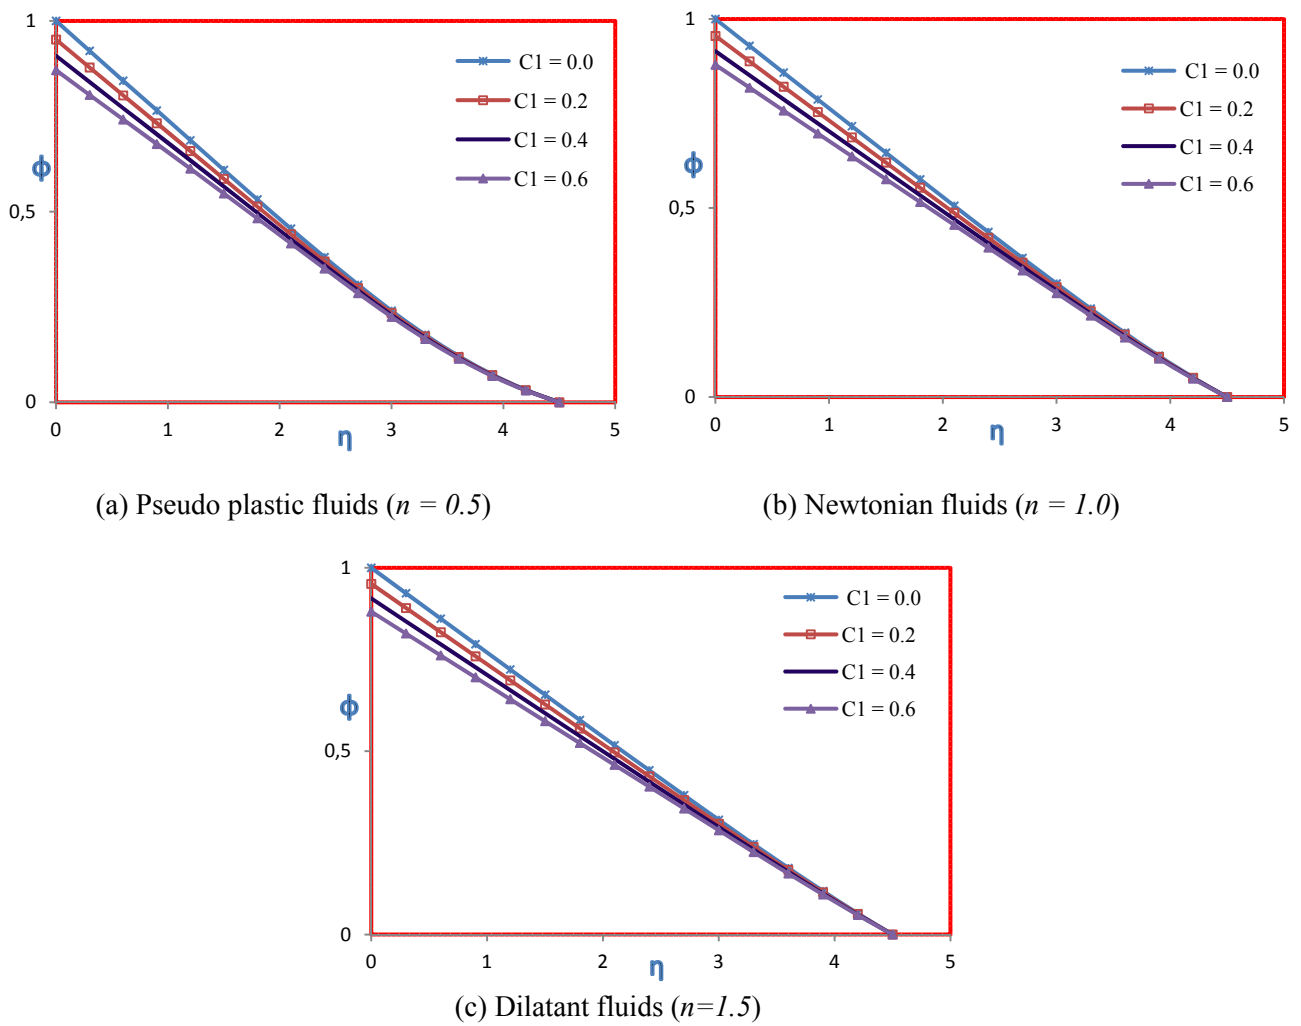 1
C1 = 0.0
C1 = 0.2
C1 = 0.4
ϕ
C1 = 0.6
0,5
0
0 1 2 3 4 5
η
(a) Pseudo plastic fluids (n = 0.5)
1
C1 = 0.0
C1 = 0.2
C1 = 0.4
ϕ
C1 = 0.6
0,5
0
0 1 2 3 4 5
η
(b) Newtonian fluids (n = 1.0)
1
C1 = 0.0
C1 = 0.2
C1 = 0.4
ϕ
C1 = 0.6
0,5
0
0 1 2 3 4 5
η
(c) Dilatant fluids (n=1.5)